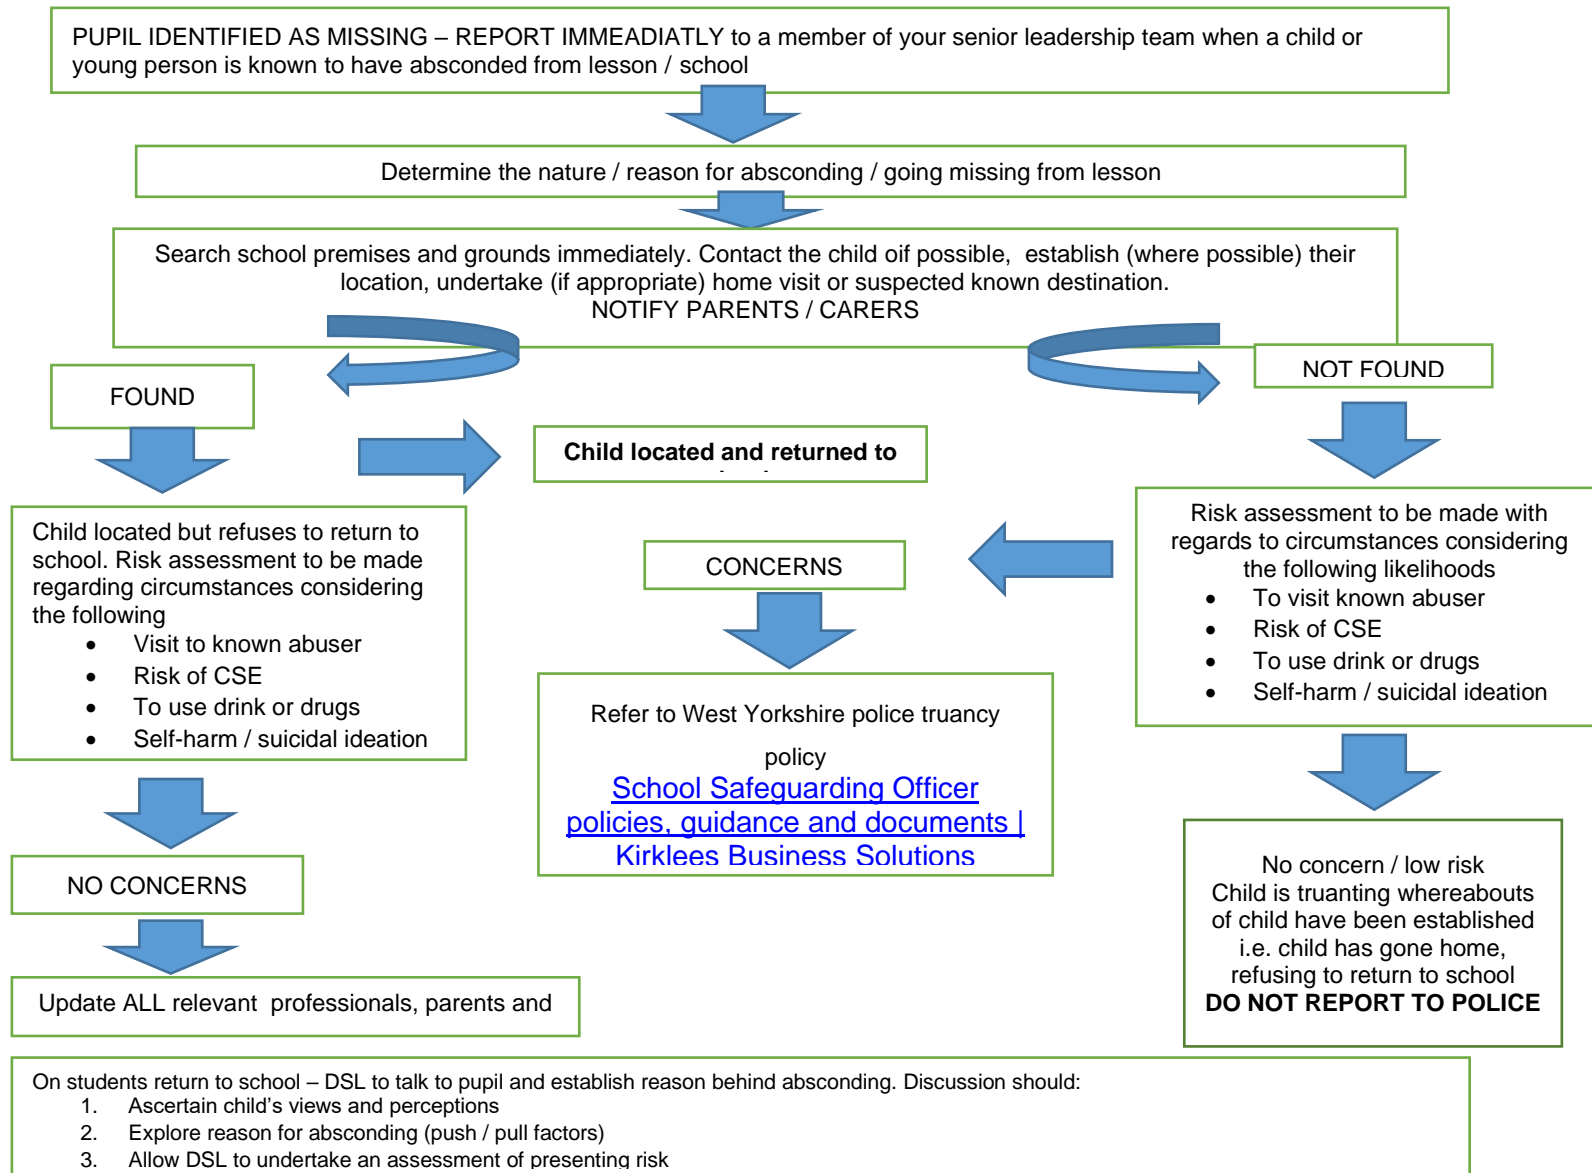 PUPIL IDENTIFIED AS MISSING – REPORT IMMEADIATLY to a member of your senior leadership team when a child or
young person is known to have absconded from lesson / school
Determine the nature / reason for absconding / going missing from lesson
Search school premises and grounds immediately. Contact the child oif possible,  establish (where possible) their
location, undertake (if appropriate) home visit or suspected known destination.
NOTIFY PARENTS / CARERS
FOUND
NOT FOUND
Child located and returned to
Child located but refuses to return to
school. Risk assessment to be made
regarding circumstances considering
the following
• Visit to known abuser
• Risk of CSE
• To use drink or drugs
• Self-harm / suicidal ideation
CONCERNS
Risk assessment to be made with
regards to circumstances considering
the following likelihoods
• To visit known abuser
• Risk of CSE
• To use drink or drugs
• Self-harm / suicidal ideation
Refer to West Yorkshire police truancy
policy
School Safeguarding Officer
policies, guidance and documents |
Kirklees Business Solutions
NO CONCERNS
No concern / low risk
Child is truanting whereabouts
of child have been established
i.e. child has gone home,
refusing to return to school
DO NOT REPORT TO POLICE
Update ALL relevant  professionals, parents and
On students return to school – DSL to talk to pupil and establish reason behind absconding. Discussion should:
1. Ascertain child's views and perceptions
2. Explore reason for absconding (push / pull factors)
3. Allow DSL to undertake an assessment of presenting risk